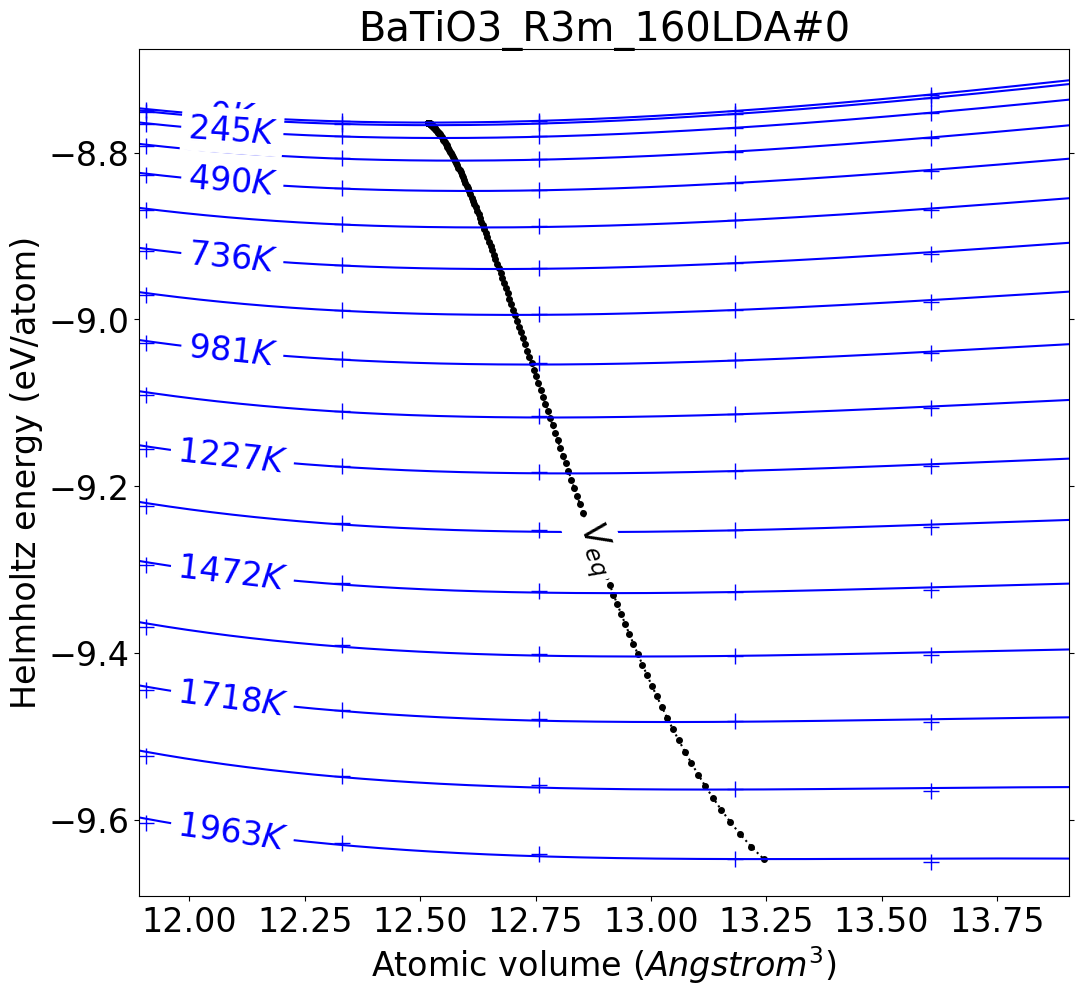 BaTiO3_R3m_160LDA#0
Helmholtz energy (eV/atom)
−8.8
−9.0
−9.2
−9.4
−9.6
245K
490K
736K
981K
1227K
1472K
1718K
1963K
V_eq
12.00 12.25 12.50 12.75 13.00 13.25 13.50 13.75
Atomic volume (Angstrom³)